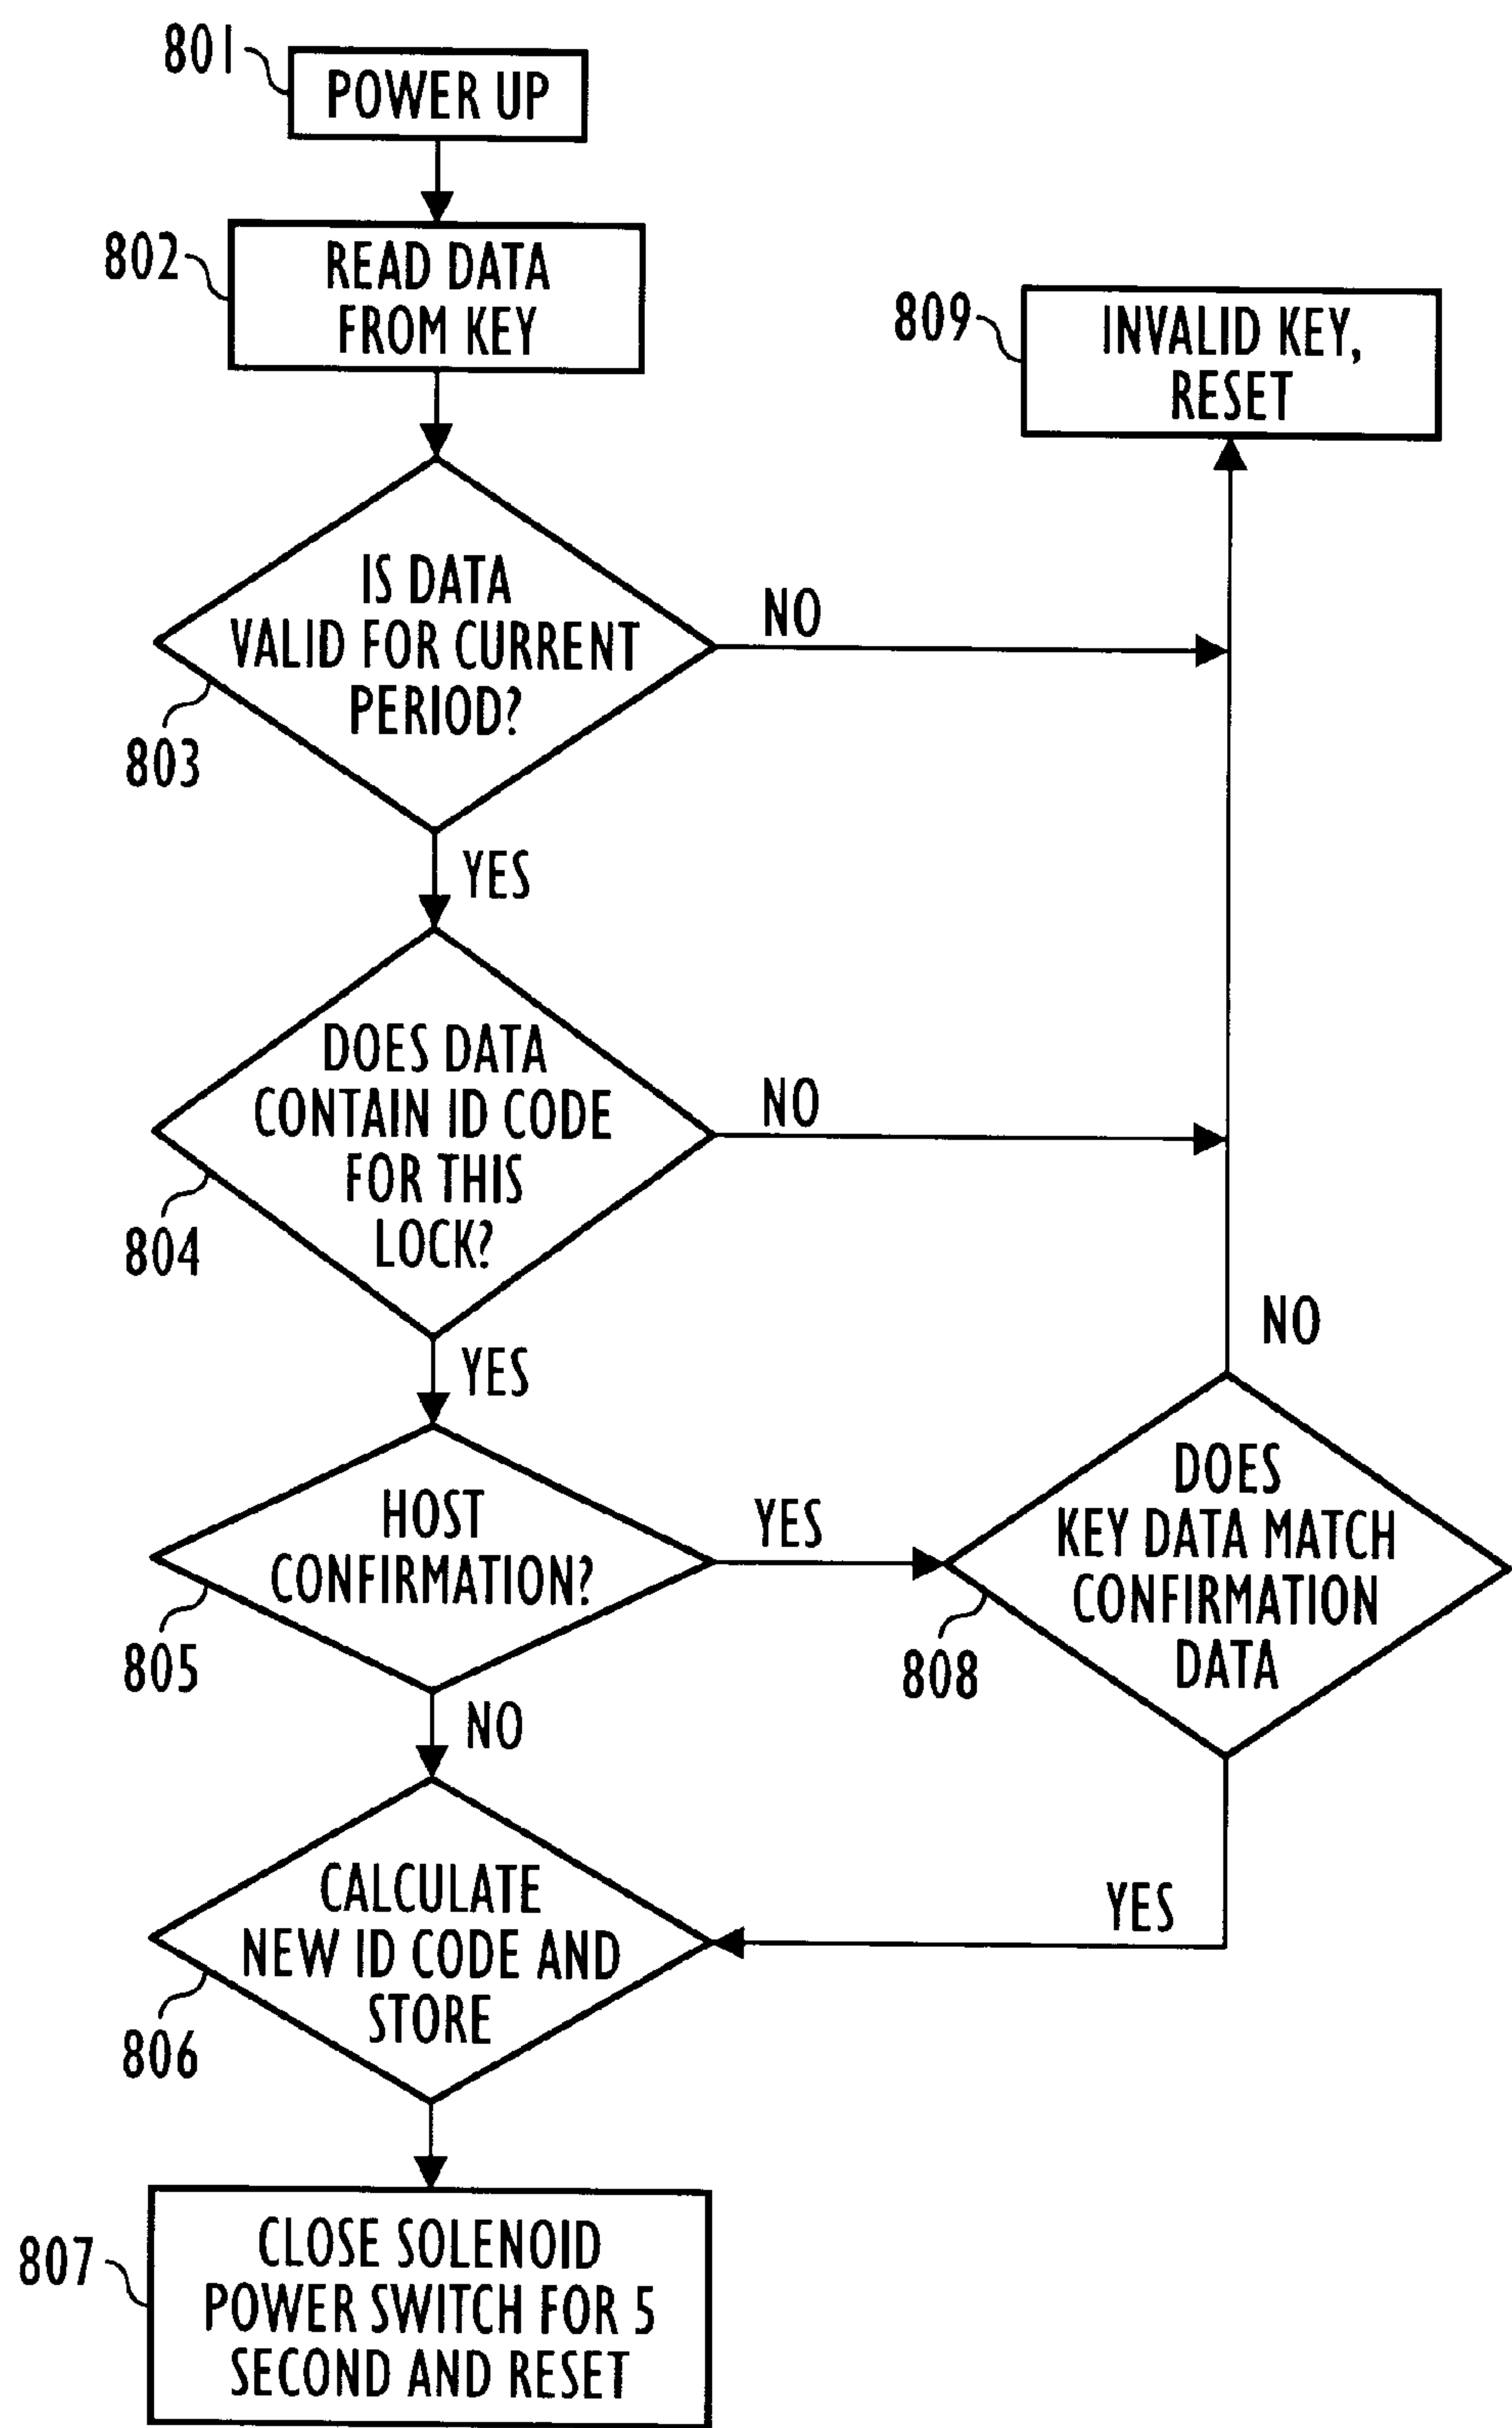 801
POWER UP
802
READ DATA
FROM KEY
809
INVALID KEY,
RESET
IS DATA
VALID FOR CURRENT
PERIOD?
NO
803
YES
DOES DATA
CONTAIN ID CODE
FOR THIS
LOCK?
NO
804
YES
HOST
CONFIRMATION?
YES
805
NO
DOES
KEY DATA MATCH
CONFIRMATION
DATA
808
NO
YES
CALCULATE
NEW ID CODE AND
STORE
806
807
CLOSE SOLENOID
POWER SWITCH FOR 5
SECOND AND RESET